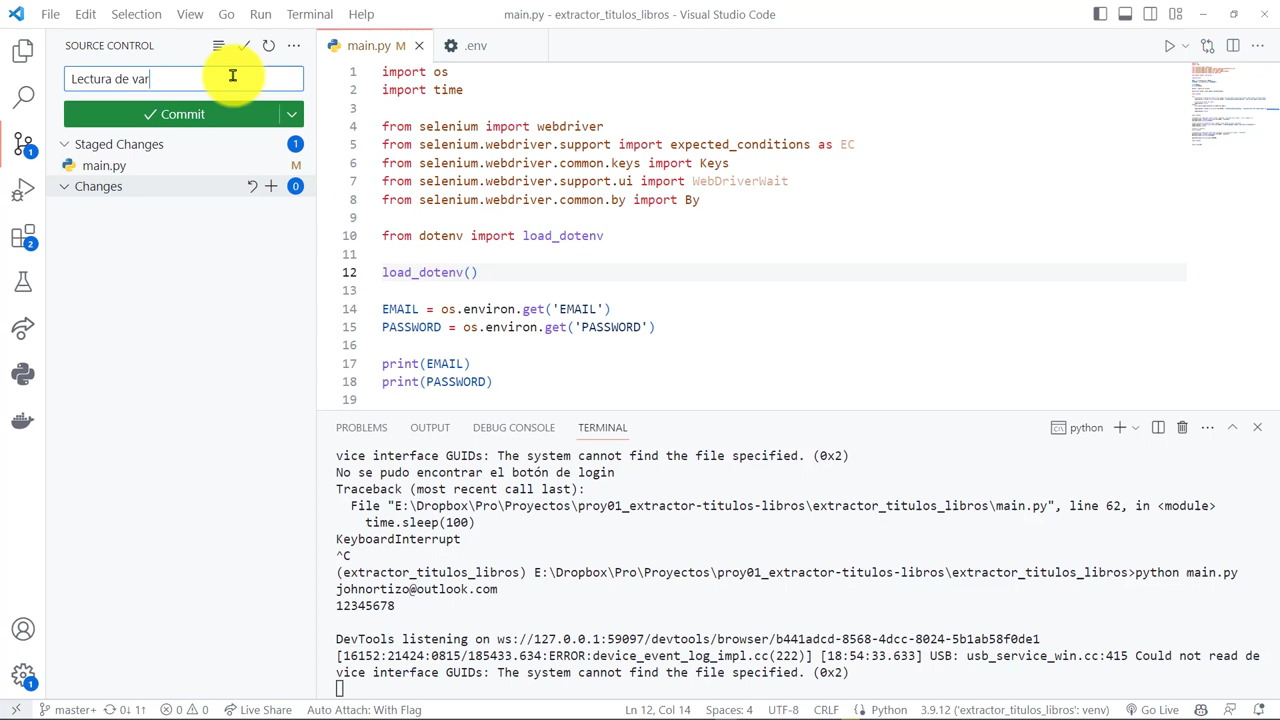 File Edit Selection View Go Run Terminal Help
main.py - extractor_titulos_libros - Visual Studio Code
SOURCE CONTROL
Lectura de var
Commit
Staged Changes 1
main.py M
Changes 0
1
2
1
main.py M
.env
1 import os
2 import time
3
4 from selenium.webdriver
5 from selenium.webdriver EC
6 from selenium.webdriver.common.keys import Keys
7 from selenium.webdriver.support.ui import WebDriverWait
8 from selenium.webdriver.common.by import By
9
10 from dotenv import load_dotenv
11
12 load_dotenv()
13
14 EMAIL = os.environ.get('EMAIL')
15 PASSWORD = os.environ.get('PASSWORD')
16
17 print(EMAIL)
18 print(PASSWORD)
19
PROBLEMS OUTPUT DEBUG CONSOLE TERMINAL
python
vice interface GUIDs: The system cannot find the file specified. (0x2)
No se pudo encontrar el botón de login
Traceback (most recent call last):
File "E:\Dropbox\Pro\Proyectos\proy01_extractor-titulos-libros\extractor_titulos_libros\main.py", line 62, in <module>
time.sleep(100)
KeyboardInterrupt
^C
(extractor_titulos_libros) E:\Dropbox\Pro\Proyectos\proy01_extractor-titulos-libros\extractor_titulos_libros>python main.py
johnortizo@outlook.com
12345678
DevTools listening on ws://127.0.0.1:59097/devtools/browser/b441adcd-8568-4dcc-8024-5b1ab58f0de1
[16152:21424:0815/185433.634:ERROR:device_event_log_impl.cc(222)] [18:54:33.633] USB: usb_service_win.cc:415 Could not read de
vice interface GUIDs: The system cannot find the file specified. (0x2)
master+ 0↓ 1↑ 0 0 Live Share Auto Attach: With Flag
Ln 12, Col 14 Spaces: 4 UTF-8 CRLF Python 3.9.12 ('extractor_titulos_libros': venv) Go Live